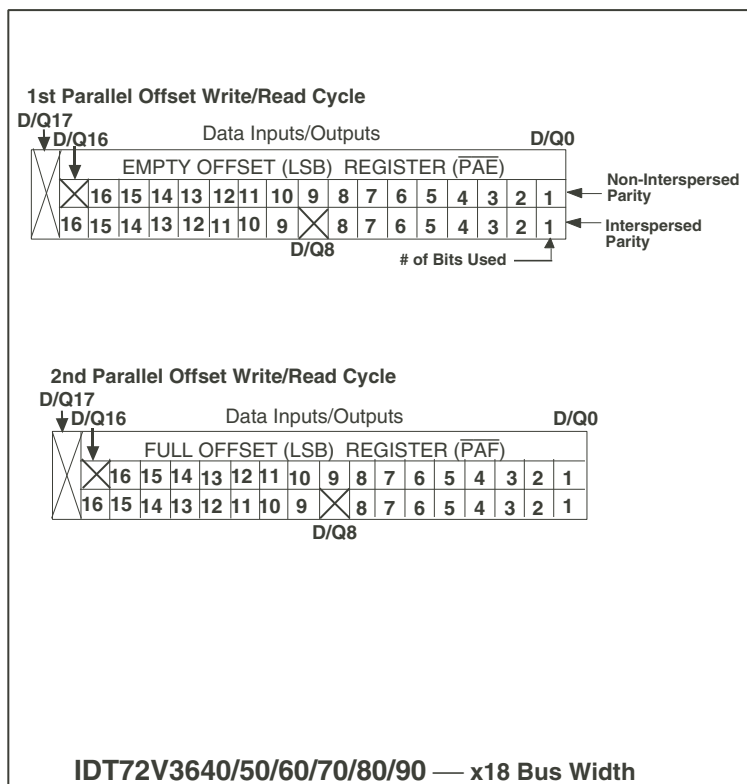 1st Parallel Offset Write/Read Cycle
D/Q17
D/Q16 Data Inputs/Outputs D/Q0
EMPTY OFFSET (LSB) REGISTER (PAE)
16 15 14 13 12 11 10 9 8 7 6 5 4 3 2 1 Non-Interspersed Parity
16 15 14 13 12 11 10 9 8 7 6 5 4 3 2 1 Interspersed Parity
D/Q8
# of Bits Used
2nd Parallel Offset Write/Read Cycle
D/Q17
D/Q16 Data Inputs/Outputs D/Q0
FULL OFFSET (LSB) REGISTER (PAF)
16 15 14 13 12 11 10 9 8 7 6 5 4 3 2 1
16 15 14 13 12 11 10 9 8 7 6 5 4 3 2 1
D/Q8
IDT72V3640/50/60/70/80/90 — x18 Bus Width